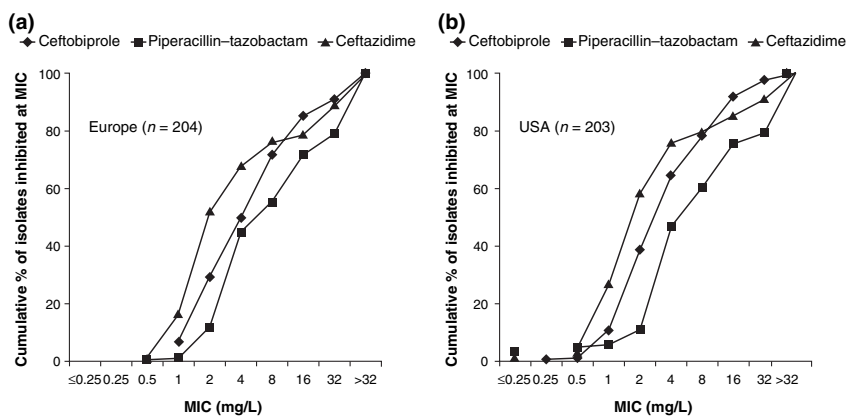 (a)
Ceftobiprole Piperacillin–tazobactam Ceftazidime
Cumulative % of isolates inhibited at MIC
100
80
60
40
20
0
Europe (n = 204)
≤0.25 0.25 0.5 1 2 4 8 16 32 >32
MIC (mg/L)
(b)
Ceftobiprole Piperacillin–tazobactam Ceftazidime
Cumulative % of isolates inhibited at MIC
100
80
60
40
20
0
USA (n = 203)
≤0.25 0.25 0.5 1 2 4 8 16 32 >32
MIC (mg/L)